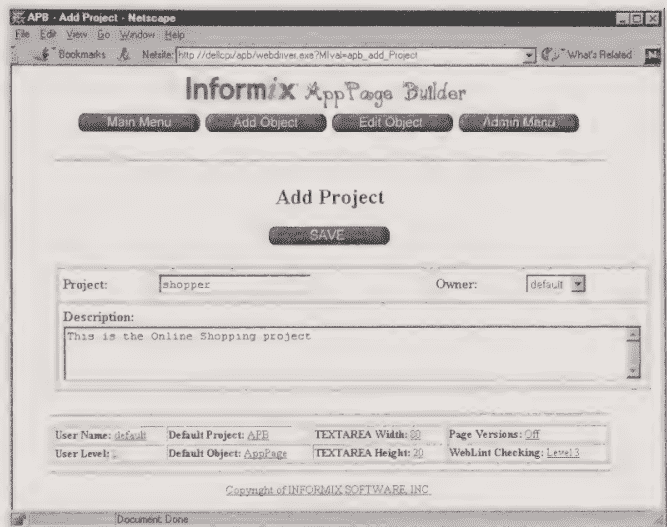 APB - Add Project - Netscape
File Edit View Go Window Help
Bookmarks Netsite: http://dellcp/apb/webdriver.exe?MIval=apb_add_Project What's Related
Informix AppPage Builder
Main Menu Add Object Edit Object Admin Menu
Add Project
SAVE
Project: shopper Owner: default
Description:
This is the Online Shopping project
User Name: default Default Project: APB TEXTAREA Width: 80 Page Versions: Off
User Level: Default Object: AppPage TEXTAREA Height: 20 WebLint Checking: Level 3
Copyright of INFORMIX SOFTWARE, INC.
Document: Done